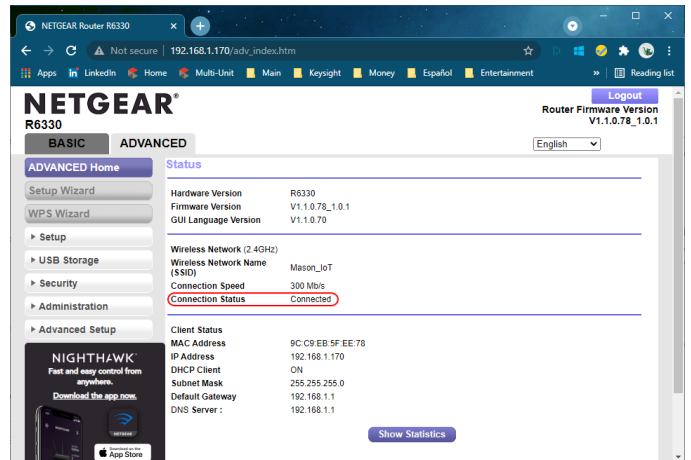 NETGEAR Router R6330
Not secure | 192.168.1.170/adv_index.htm
Apps LinkedIn Home Multi-Unit Main Keysight Money Español Entertainment » Reading list
NETGEAR®
R6330
Logout
Router Firmware Version
V1.1.0.78_1.0.1
BASIC ADVANCED
English
ADVANCED Home
Setup Wizard
WPS Wizard
Setup
USB Storage
Security
Administration
Advanced Setup
NIGHTHAWK
Fast and easy control from
anywhere.
Download the app now.
NETGEAR
Download on the
App Store
Status
Hardware Version R6330
Firmware Version V1.1.0.78_1.0.1
GUI Language Version V1.1.0.70
Wireless Network (2.4GHz)
Wireless Network Name
(SSID) Mason_IoT
Connection Speed 300 Mb/s
Connection Status Connected
Client Status
MAC Address 9C:C9:EB:5F:EE:78
IP Address 192.168.1.170
DHCP Client ON
Subnet Mask 255.255.255.0
Default Gateway 192.168.1.1
DNS Server : 192.168.1.1
Show Statistics